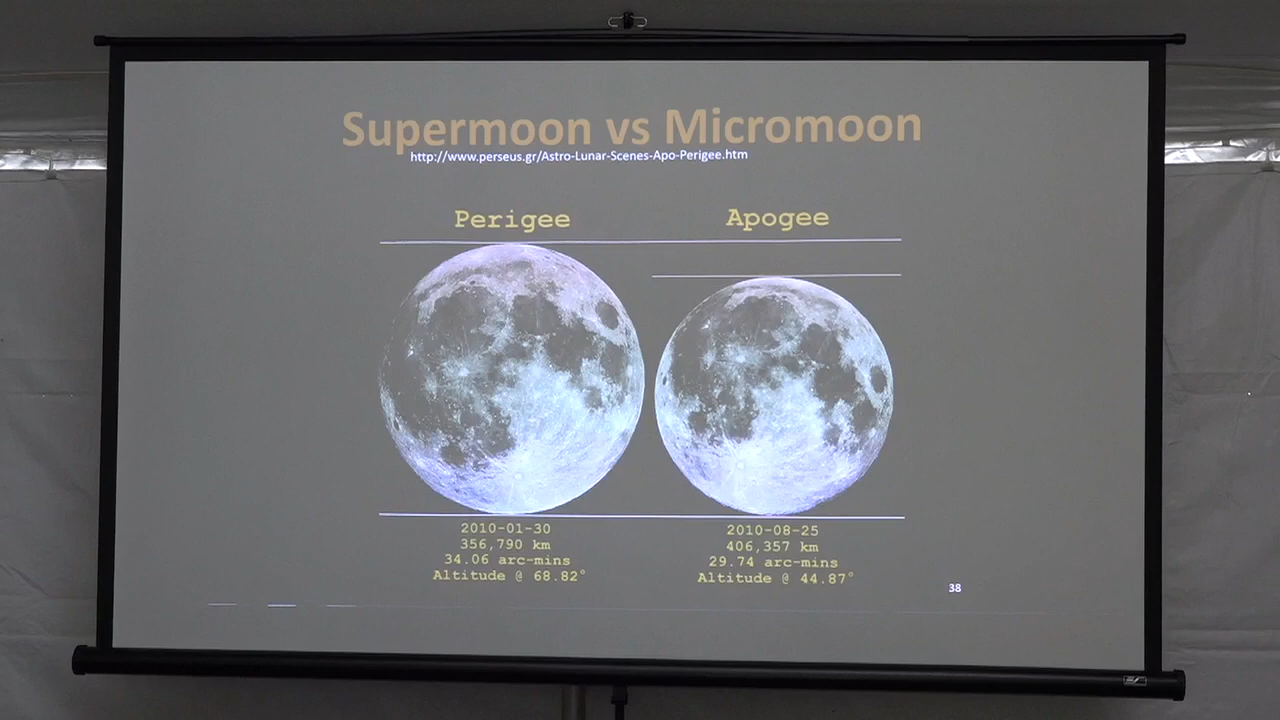 Supermoon vs Micromoon
http://www.perseus.gr/Astro-Lunar-Scenes-Apo-Perigee.htm
Perigee
Apogee
2010-01-30
356,790 km
34.06 arc-mins
Altitude @ 68.82°
2010-08-25
406,357 km
29.74 arc-mins
Altitude @ 44.87°
38